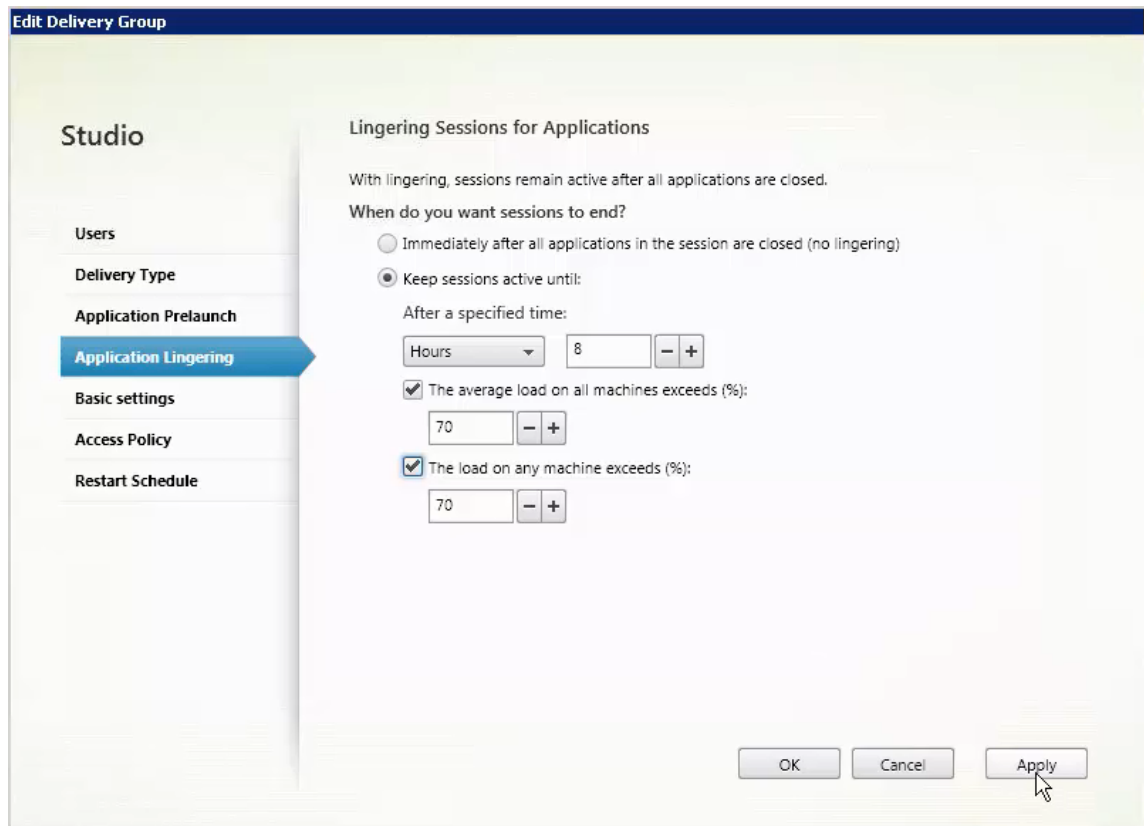 Edit Delivery Group
Studio
Users
Delivery Type
Application Prelaunch
Application Lingering
Basic settings
Access Policy
Restart Schedule
Lingering Sessions for Applications
With lingering, sessions remain active after all applications are closed.
When do you want sessions to end?
Immediately after all applications in the session are closed (no lingering)
Keep sessions active until:
After a specified time:
Hours 8 − +
The average load on all machines exceeds (%):
70 − +
The load on any machine exceeds (%):
70 − +
OK Cancel Apply